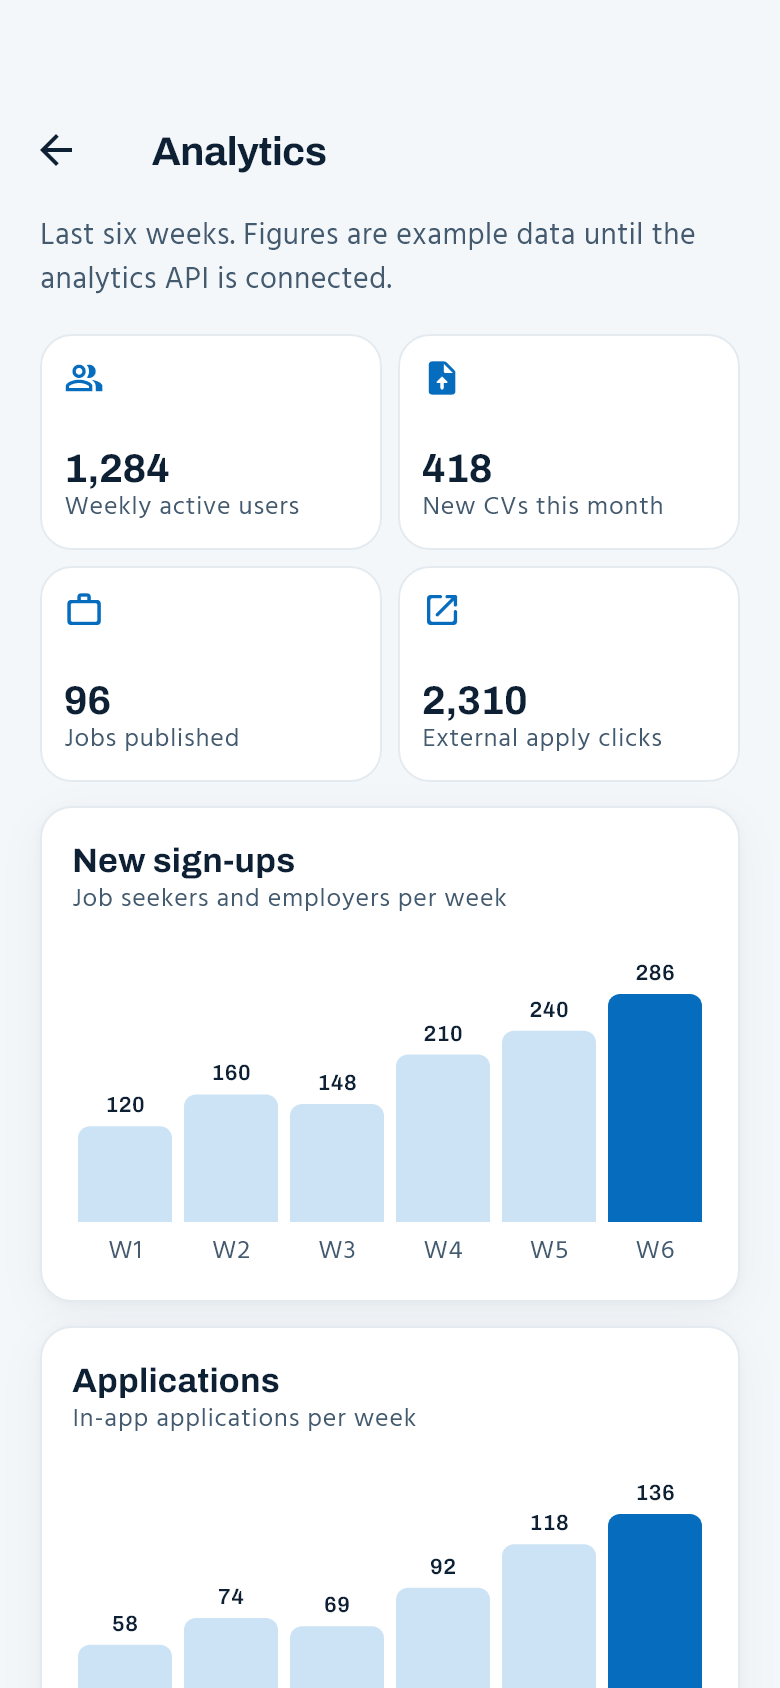 Analytics
Last six weeks. Figures are example data until the
analytics API is connected.
1,284
Weekly active users
418
New CVs this month
96
Jobs published
2,310
External apply clicks
New sign-ups
Job seekers and employers per week
120
160
148
210
240
286
W1
W2
W3
W4
W5
W6
Applications
In-app applications per week
58
74
69
92
118
136